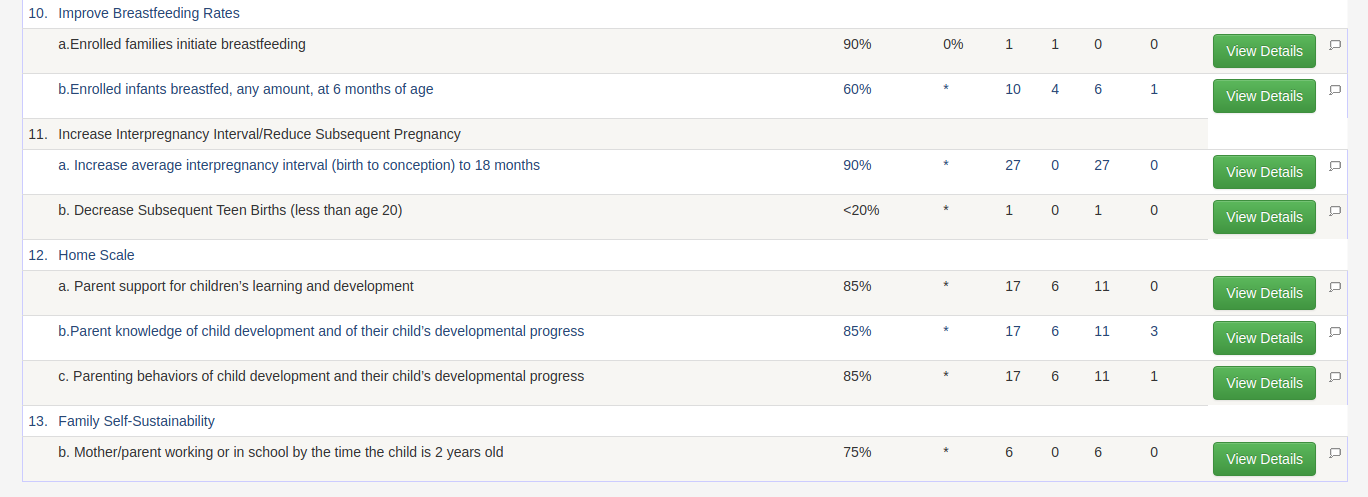 10. Improve Breastfeeding Rates
a.Enrolled families initiate breastfeeding 90% 0% 1 1 0 0 View Details
b.Enrolled infants breastfed, any amount, at 6 months of age 60% * 10 4 6 1 View Details
11. Increase Interpregnancy Interval/Reduce Subsequent Pregnancy
a. Increase average interpregnancy interval (birth to conception) to 18 months 90% * 27 0 27 0 View Details
b. Decrease Subsequent Teen Births (less than age 20) <20% * 1 0 1 0 View Details
12. Home Scale
a. Parent support for children’s learning and development 85% * 17 6 11 0 View Details
b.Parent knowledge of child development and of their child’s developmental progress 85% * 17 6 11 3 View Details
c. Parenting behaviors of child development and their child’s developmental progress 85% * 17 6 11 1 View Details
13. Family Self-Sustainability
b. Mother/parent working or in school by the time the child is 2 years old 75% * 6 0 6 0 View Details